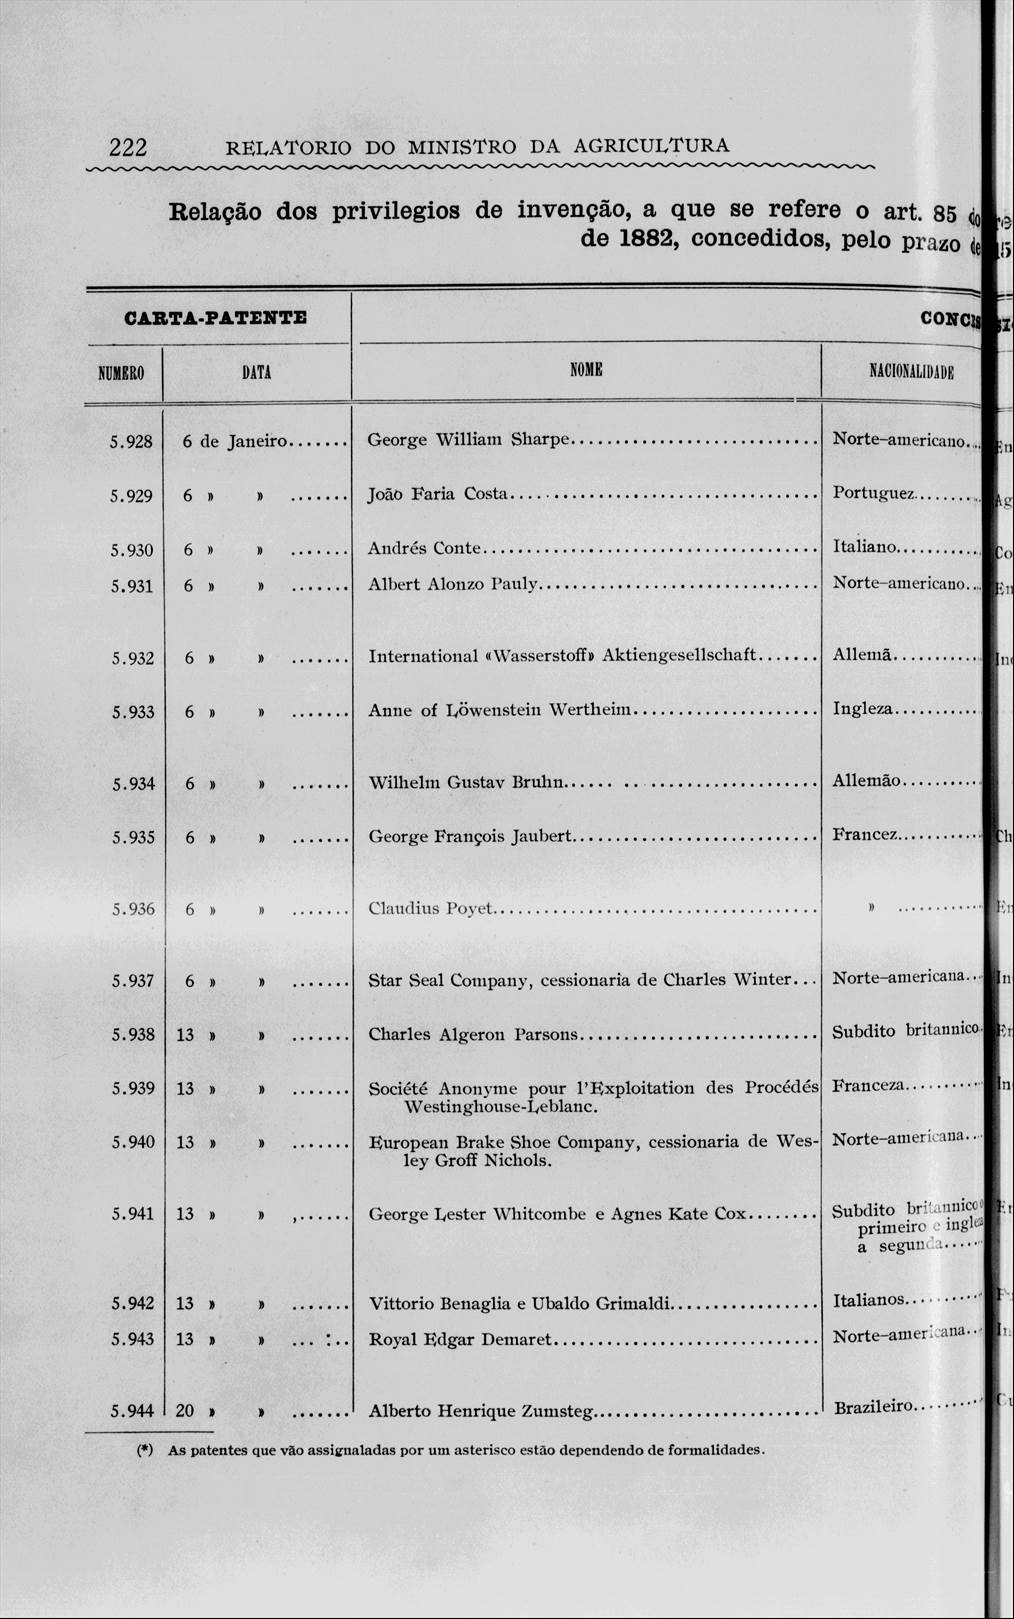 222 RELATORIO DO MINISTRO DA AGRICULTURA
Relação dos privilegios de invenção, a que se refere o art. 85 do
de 1882, concedidos, pelo prazo de
CARTA-PATENTE
NUMERO DATA NOME NACIONALIDADE
5.928 6 de Janeiro....... George William Sharpe............................. Norte-americano...
5.929 6 » » ....... João Faria Costa.................................... Portuguez.........
5.930 6 » » ....... Andrés Conte....................................... Italiano...........
5.931 6 » » ....... Albert Alonzo Pauly................................. Norte-americano...
5.932 6 » » ....... International «Wasserstoff» Aktiengesellschaft....... Allemã...........
5.933 6 » » ....... Anne of Löwenstein Wertheim...................... Ingleza...........
5.934 6 » » ....... Wilhelm Gustav Bruhn...... .. .................... Allemão..........
5.935 6 » » ....... George François Jaubert............................. Francez...........
5.936 6 » » ....... Claudius Poyet...................................... » ...........
5.937 6 » » ....... Star Seal Company, cessionaria de Charles Winter... Norte-americana...
5.938 13 » » ....... Charles Algeron Parsons............................ Subdito britannico.
5.939 13 » » ....... Société Anonyme pour l'Exploitation des Procédés Franceza..........
Westinghouse-Leblanc.
5.940 13 » » ....... European Brake Shoe Company, cessionaria de Wes- Norte-americana...
ley Groff Nichols.
5.941 13 » » ,...... George Lester Whitcombe e Agnes Kate Cox........ Subdito britannico o
primeiro e ingleza
a segunda.....
5.942 13 » » ....... Vittorio Benaglia e Ubaldo Grimaldi................. Italianos..........
5.943 13 » » ... :.. Royal Edgar Demaret............................... Norte-americana...
5.944 20 » » ....... Alberto Henrique Zumsteg........................... Brazileiro.........
(*) As patentes que vão assignaladas por um asterisco estão dependendo de formalidades.